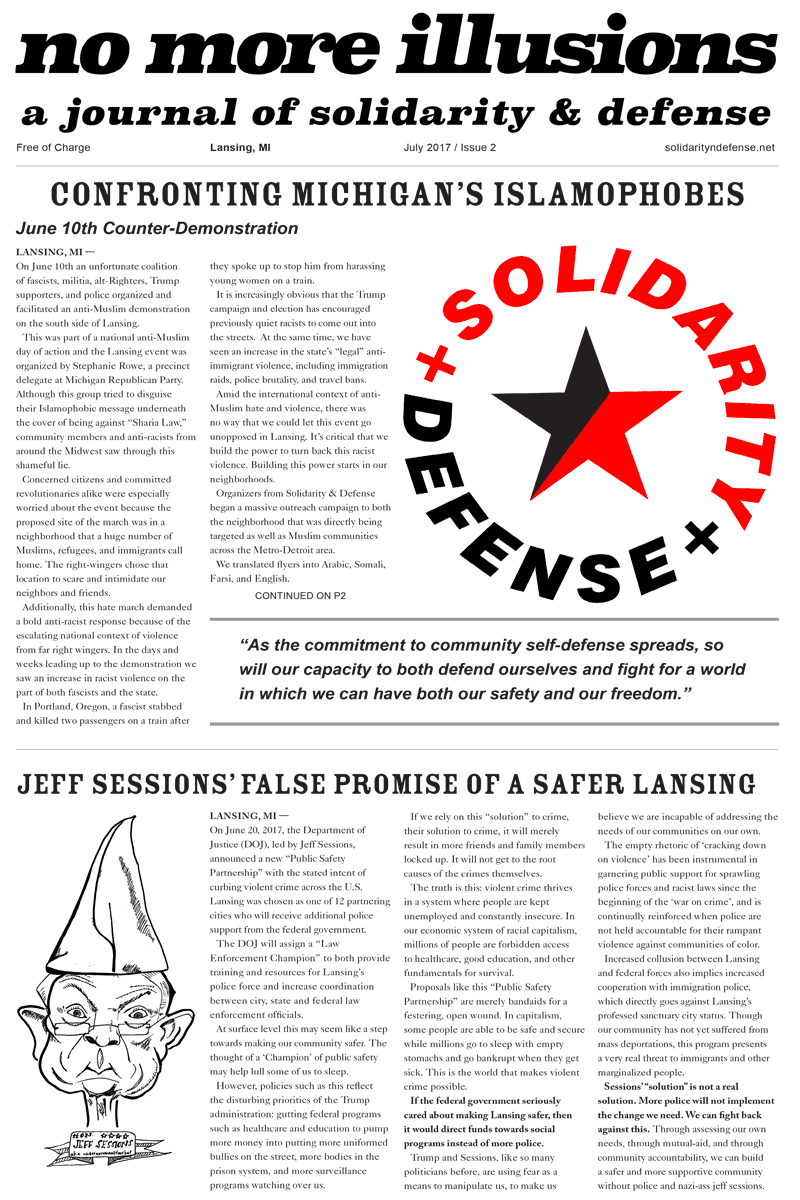 no more illusions
a journal of solidarity & defense
Free of Charge
Lansing, MI
July 2017 / Issue 2
solidarityndefense.net
CONFRONTING MICHIGAN'S ISLAMOPHOBES
June 10th Counter-Demonstration
LANSING, MI —
On June 10th an unfortunate coalition
of fascists, militia, alt-Righters, Trump
supporters, and police organized and
facilitated an anti-Muslim demonstration
on the south side of Lansing.
This was part of a national anti-Muslim
day of action and the Lansing event was
organized by Stephanie Rowe, a precinct
delegate at Michigan Republican Party.
Although this group tried to disguise
their Islamophobic message underneath
the cover of being against “Sharia Law,”
community members and anti-racists from
around the Midwest saw through this
shameful lie.
Concerned citizens and committed
revolutionaries alike were especially
worried about the event because the
proposed site of the march was in a
neighborhood that a huge number of
Muslims, refugees, and immigrants call
home. The right-wingers chose that
location to scare and intimidate our
neighbors and friends.
Additionally, this hate march demanded
a bold anti-racist response because of the
escalating national context of violence
from far right wingers. In the days and
weeks leading up to the demonstration we
saw an increase in racist violence on the
part of both fascists and the state.
In Portland, Oregon, a fascist stabbed
and killed two passengers on a train after
they spoke up to stop him from harassing
young women on a train.
It is increasingly obvious that the Trump
campaign and election has encouraged
previously quiet racists to come out into
the streets. At the same time, we have
seen an increase in the state's “legal” anti-
immigrant violence, including immigration
raids, police brutality, and travel bans.
Amid the international context of anti-
Muslim hate and violence, there was
no way that we could let this event go
unopposed in Lansing. It's critical that we
build the power to turn back this racist
violence. Building this power starts in our
neighborhoods.
Organizers from Solidarity & Defense
began a massive outreach campaign to both
the neighborhood that was directly being
targeted as well as Muslim communities
across the Metro-Detroit area.
We translated flyers into Arabic, Somali,
Farsi, and English.
CONTINUED ON P2
+ SOLIDARITY
+ DEFENSE
“As the commitment to community self-defense spreads, so
will our capacity to both defend ourselves and fight for a world
in which we can have both our safety and our freedom.”
JEFF SESSIONS' FALSE PROMISE OF A SAFER LANSING
JEFF SESSIONS
LANSING, MI —
On June 20, 2017, the Department of
Justice (DOJ), led by Jeff Sessions,
announced a new “Public Safety
Partnership” with the stated intent of
curbing violent crime across the U.S.
Lansing was chosen as one of 12 partnering
cities who will receive additional police
support from the federal government.
The DOJ will assign a “Law
Enforcement Champion” to both provide
training and resources for Lansing's
police force and increase coordination
between city, state and federal law
enforcement officials.
At surface level this may seem like a step
towards making our community safer. The
thought of a ‘Champion’ of public safety
may help lull some of us to sleep.
However, policies such as this reflect
the disturbing priorities of the Trump
administration: gutting federal programs
such as healthcare and education to pump
more money into putting more uniformed
bullies on the street, more bodies in the
prison system, and more surveillance
programs watching over us.
If we rely on this “solution” to crime,
their solution to crime, it will merely
result in more friends and family members
locked up. It will not get to the root
causes of the crimes themselves.
The truth is this: violent crime thrives
in a system where people are kept
unemployed and constantly insecure. In
our economic system of racial capitalism,
millions of people are forbidden access
to healthcare, good education, and other
fundamentals for survival.
Proposals like this “Public Safety
Partnership” are merely bandaids for a
festering, open wound. In capitalism,
some people are able to be safe and secure
while millions go to sleep with empty
stomachs and go bankrupt when they get
sick. This is the world that makes violent
crime possible.
If the federal government seriously
cared about making Lansing safer, then
it would direct funds towards social
programs instead of more police.
Trump and Sessions, like so many
politicians before, are using fear as a
means to manipulate us, to make us
believe we are incapable of addressing the
needs of our communities on our own.
The empty rhetoric of ‘cracking down
on violence’ has been instrumental in
garnering public support for sprawling
police forces and racist laws since the
beginning of the ‘war on crime’, and is
continually reinforced when police are
not held accountable for their rampant
violence against communities of color.
Increased collusion between Lansing
and federal forces also implies increased
cooperation with immigration police,
which directly goes against Lansing's
professed sanctuary city status. Though
our community has not yet suffered from
mass deportations, this program presents
a very real threat to immigrants and other
marginalized people.
Sessions' “solution” is not a real
solution. More police will not implement
the change we need. We can fight back
against this. Through assessing our own
needs, through mutual-aid, and through
community accountability, we can build
a safer and more supportive community
without police and nazi-ass jeff sessions.